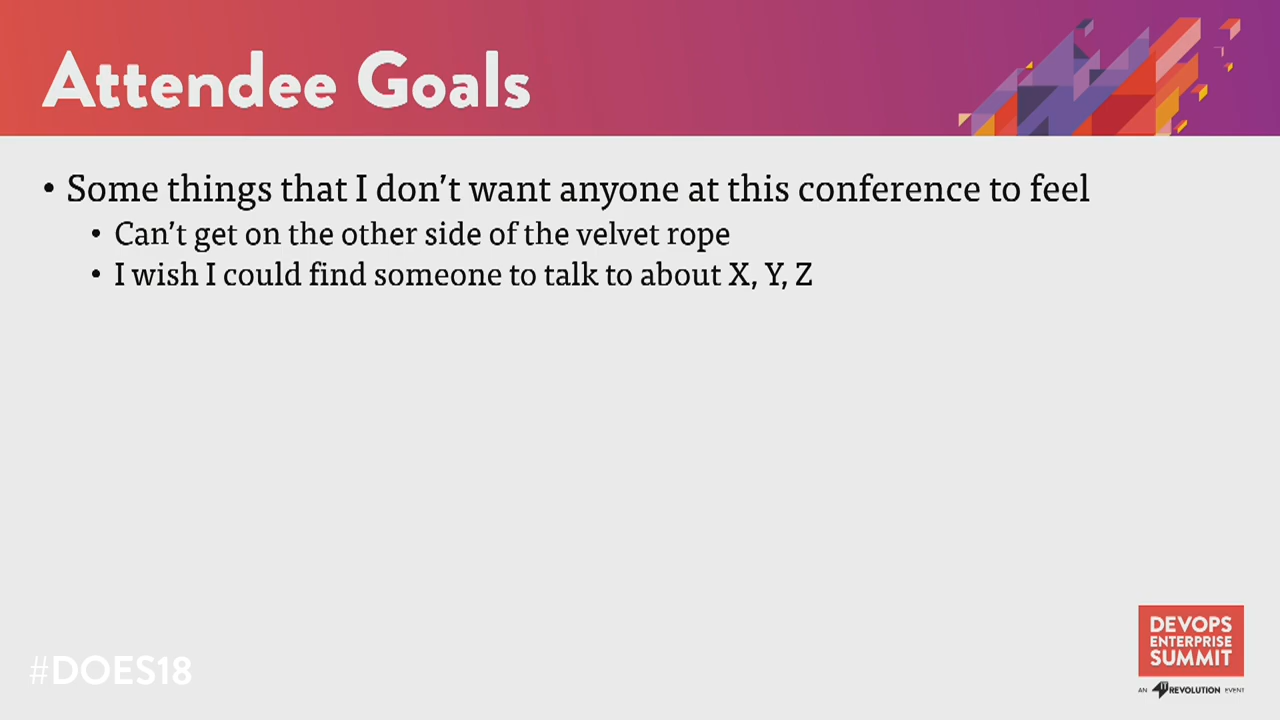 Attendee Goals
• Some things that I don't want anyone at this conference to feel
• Can't get on the other side of the velvet rope
• I wish I could find someone to talk to about X, Y, Z
#DOES18
DEVOPS
ENTERPRISE
SUMMIT
AN IT REVOLUTION EVENT